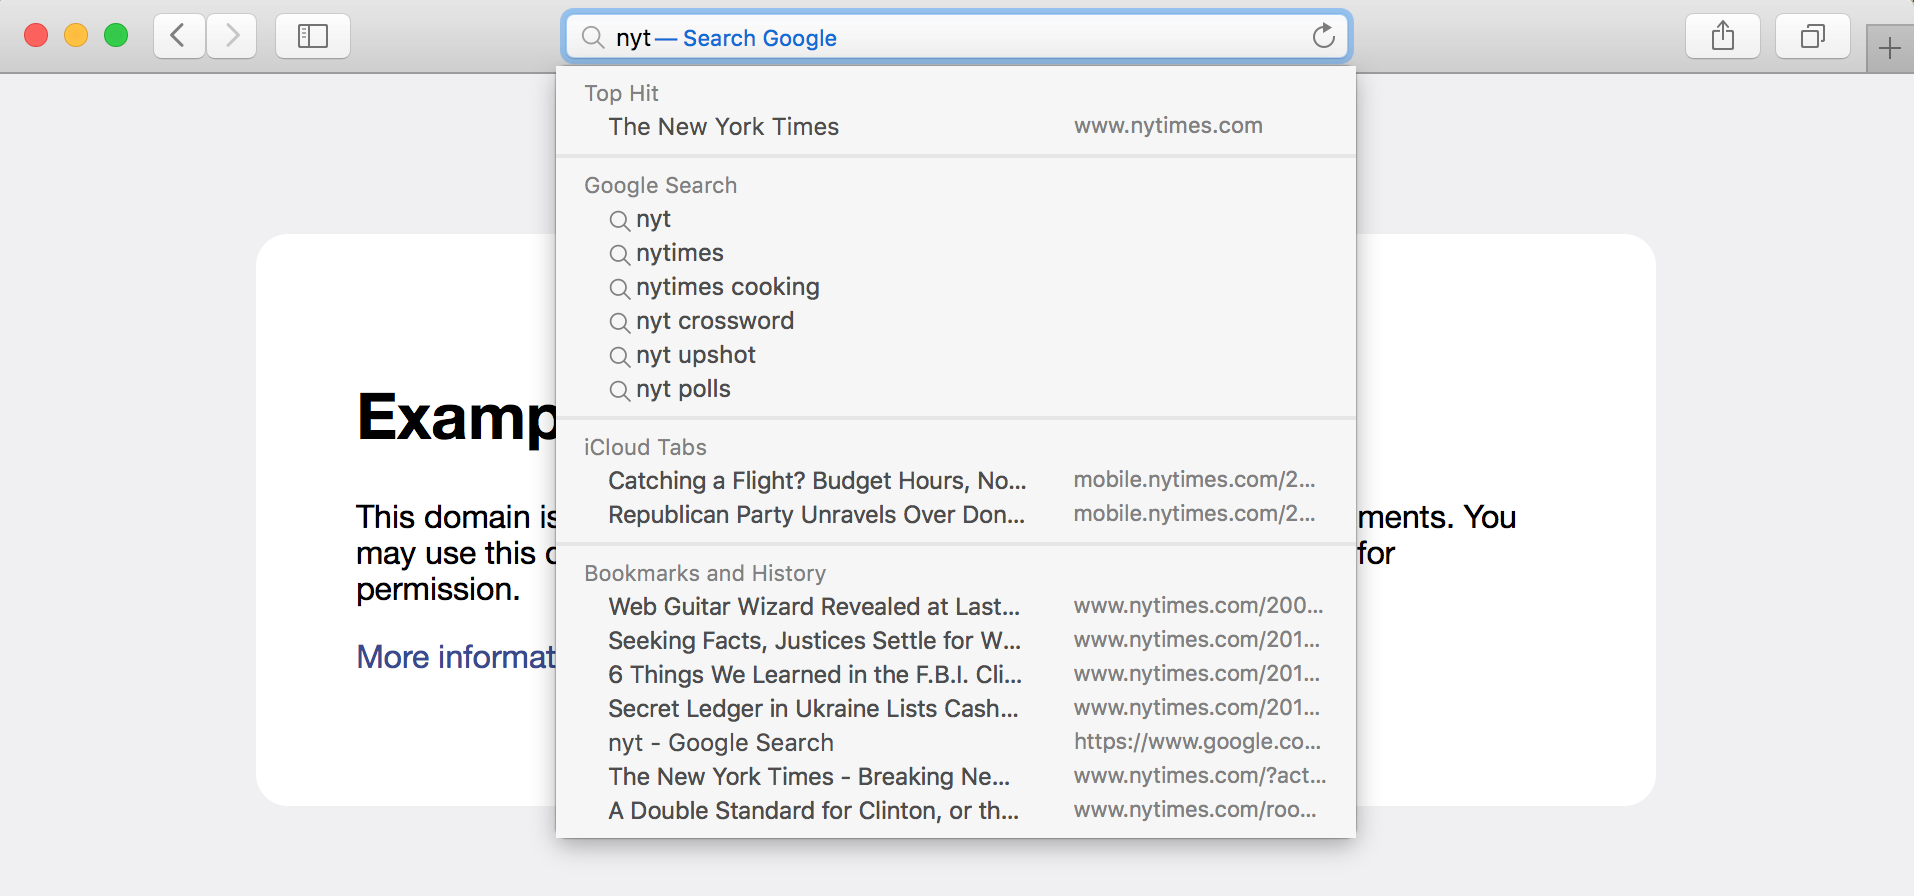 nyt — Search Google
Top Hit
The New York Times www.nytimes.com
Google Search
nyt
nytimes
nytimes cooking
nyt crossword
nyt upshot
nyt polls
iCloud Tabs
Catching a Flight? Budget Hours, No... mobile.nytimes.com/2...
Republican Party Unravels Over Don... mobile.nytimes.com/2...
Bookmarks and History
Web Guitar Wizard Revealed at Last... www.nytimes.com/200...
Seeking Facts, Justices Settle for W... www.nytimes.com/201...
6 Things We Learned in the F.B.I. Cli... www.nytimes.com/201...
Secret Ledger in Ukraine Lists Cash... www.nytimes.com/201...
nyt - Google Search https://www.google.co...
The New York Times - Breaking Ne... www.nytimes.com/?act...
A Double Standard for Clinton, or th... www.nytimes.com/roo...
Examp
This domain is ments. You
may use this for
permission.
More informat